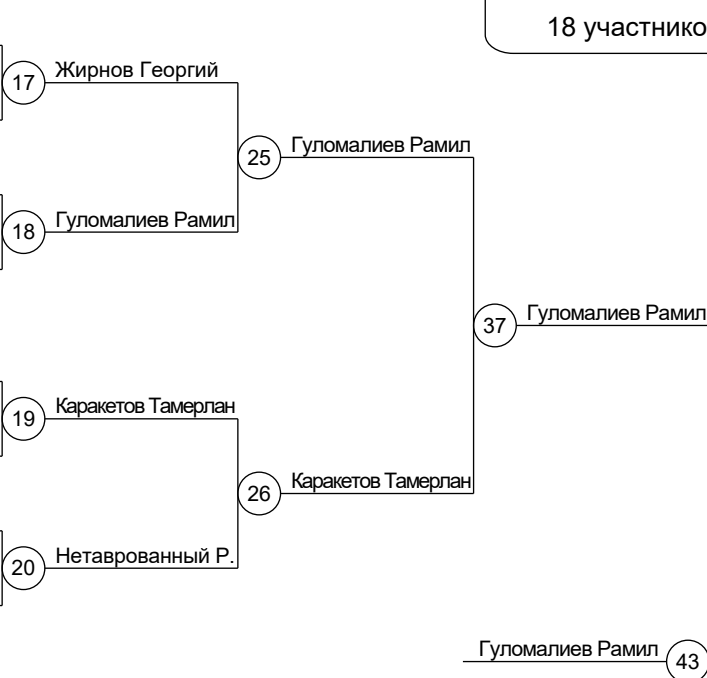 18 участнико
17 Жирнов Георгий
25 Гуломалиев Рамил
18 Гуломалиев Рамил
37 Гуломалиев Рамил
19 Каракетов Тамерлан
26 Каракетов Тамерлан
20 Нетаврованный Р.
Гуломалиев Рамил 43